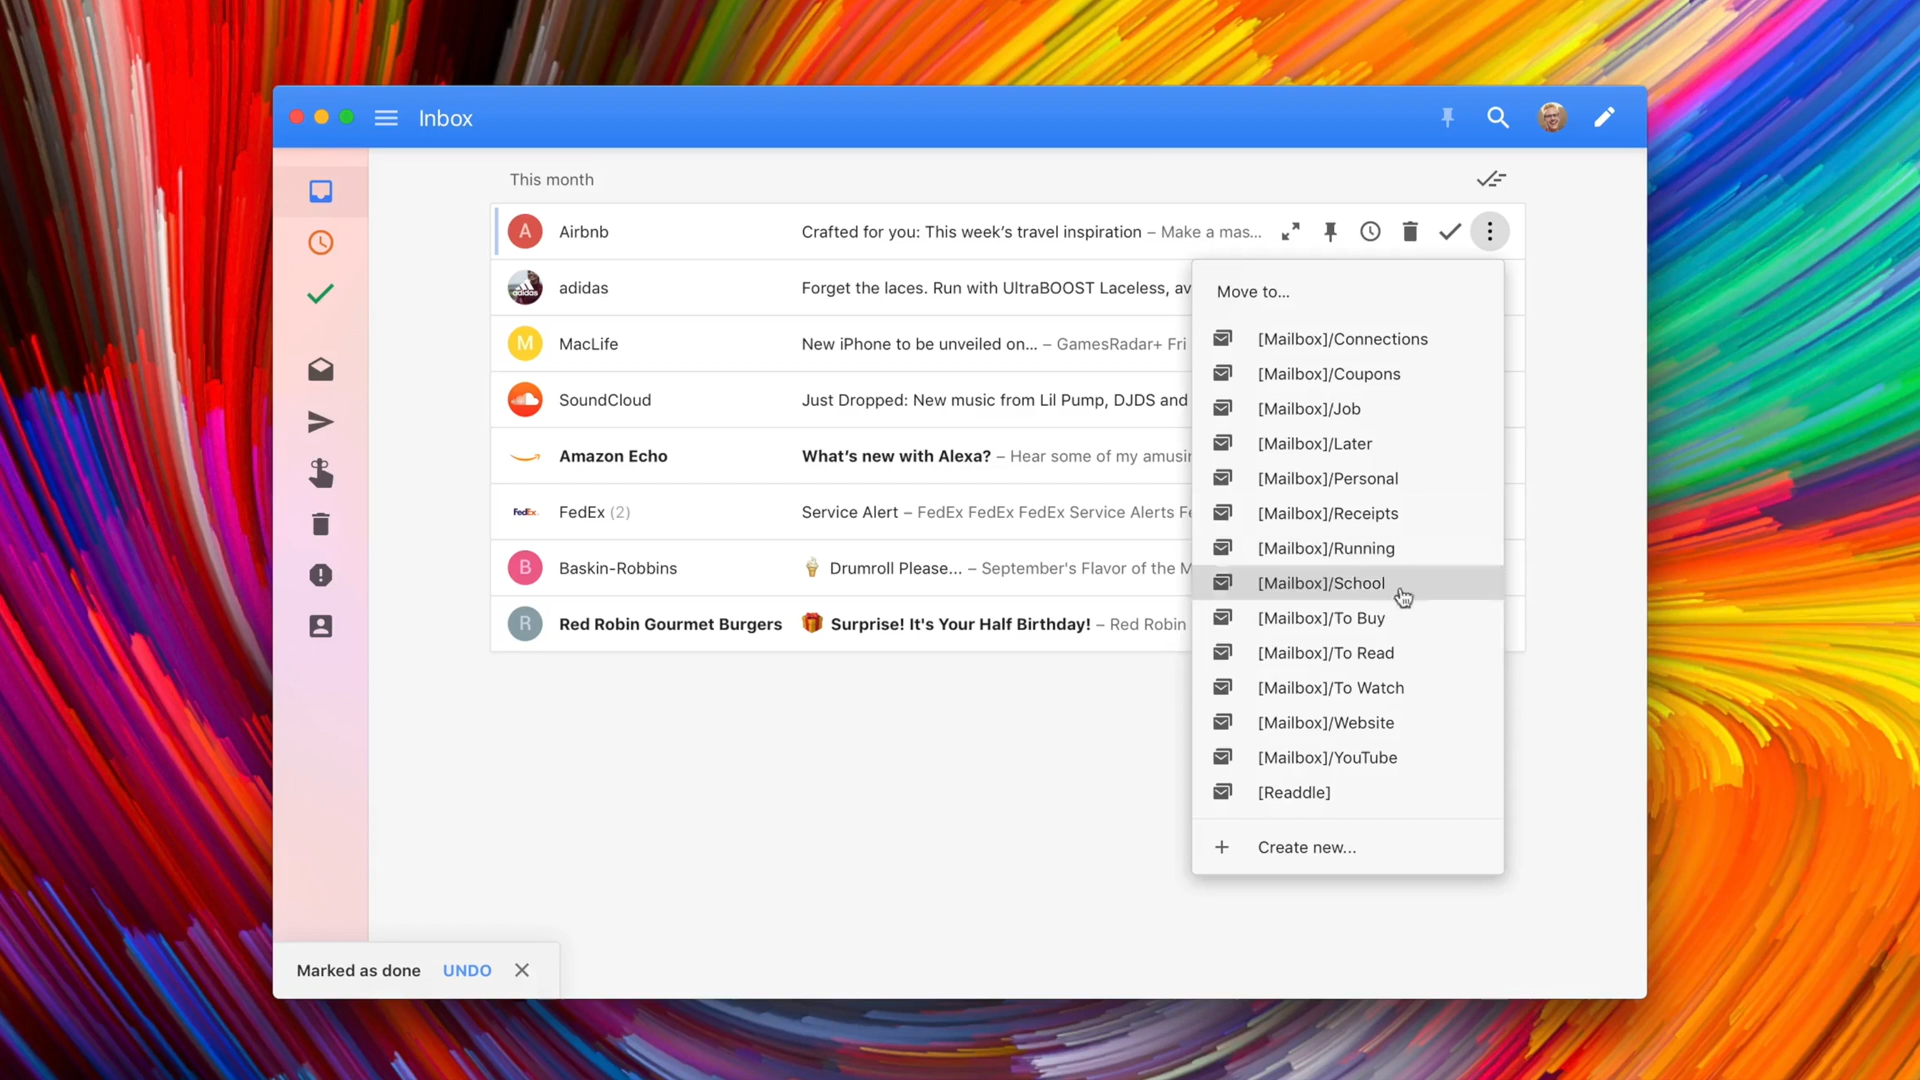 Inbox
This month
A Airbnb Crafted for you: This week's travel inspiration – Make a mas...
adidas adidas Forget the laces. Run with UltraBOOST Laceless, av
M MacLife New iPhone to be unveiled on... – GamesRadar+ Fri
SoundCloud Just Dropped: New music from Lil Pump, DJDS and
Amazon Echo What's new with Alexa? – Hear some of my amusin
FedEx. FedEx (2) Service Alert – FedEx FedEx FedEx Service Alerts Fe
B Baskin-Robbins Drumroll Please... – September's Flavor of the M
R Red Robin Gourmet Burgers Surprise! It's Your Half Birthday! – Red Robin
Move to...
[Mailbox]/Connections
[Mailbox]/Coupons
[Mailbox]/Job
[Mailbox]/Later
[Mailbox]/Personal
[Mailbox]/Receipts
[Mailbox]/Running
[Mailbox]/School
[Mailbox]/To Buy
[Mailbox]/To Read
[Mailbox]/To Watch
[Mailbox]/Website
[Mailbox]/YouTube
[Readdle]
+ Create new...
Marked as done UNDO